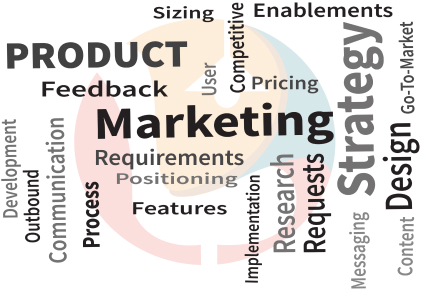 Sizing
Enablements
PRODUCT
Competitive
User
Strategy
Go-To-Market
Feedback
Pricing
Marketing
Development
Outbound
Communication
Process
Requirements
Positioning
Features
Implementation
Research
Requests
Design
Messaging
Content